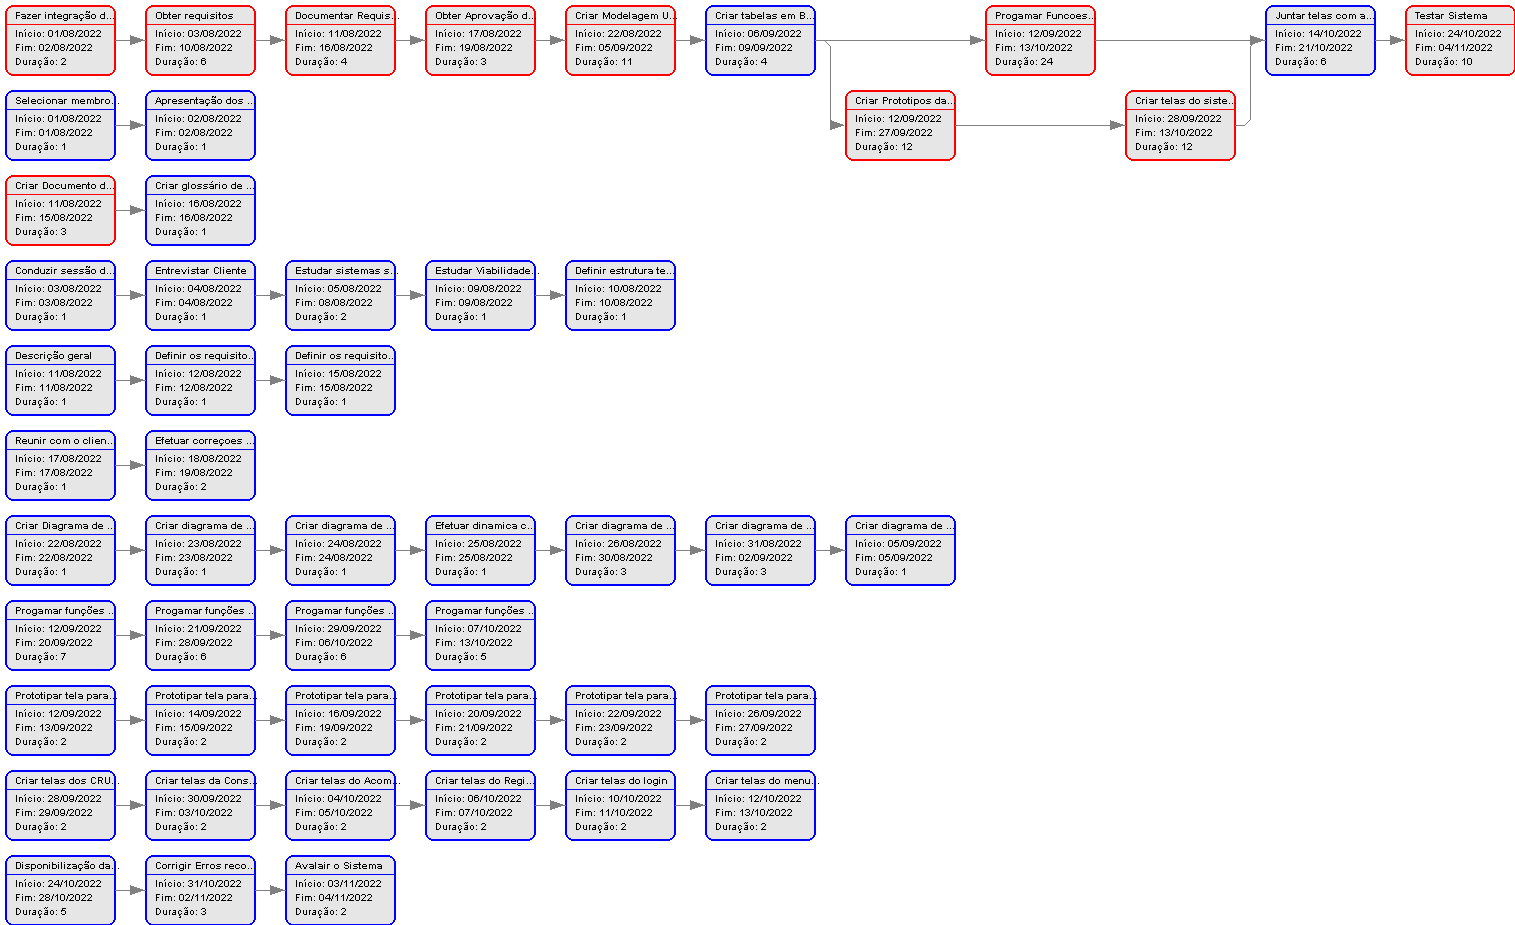 Fazer integração d...
Início: 01/08/2022
Fim: 02/08/2022
Duração: 2
Obter requisitos
Início: 03/08/2022
Fim: 10/08/2022
Duração: 6
Documentar Requis...
Início: 11/08/2022
Fim: 16/08/2022
Duração: 4
Obter Aprovação d...
Início: 17/08/2022
Fim: 19/08/2022
Duração: 3
Criar Modelagem U...
Início: 22/08/2022
Fim: 05/09/2022
Duração: 11
Criar tabelas em B...
Início: 06/09/2022
Fim: 09/09/2022
Duração: 4
Progamar Funcoes...
Início: 12/09/2022
Fim: 13/10/2022
Duração: 24
Juntar telas com a...
Início: 14/10/2022
Fim: 21/10/2022
Duração: 6
Testar Sistema
Início: 24/10/2022
Fim: 04/11/2022
Duração: 10
Selecionar membro...
Início: 01/08/2022
Fim: 01/08/2022
Duração: 1
Apresentação dos ...
Início: 02/08/2022
Fim: 02/08/2022
Duração: 1
Criar Prototipos da...
Início: 12/09/2022
Fim: 27/09/2022
Duração: 12
Criar telas do siste...
Início: 28/09/2022
Fim: 13/10/2022
Duração: 12
Criar Documento d...
Início: 11/08/2022
Fim: 15/08/2022
Duração: 3
Criar glossário de ...
Início: 16/08/2022
Fim: 16/08/2022
Duração: 1
Conduzir sessão d...
Início: 03/08/2022
Fim: 03/08/2022
Duração: 1
Entrevistar Cliente
Início: 04/08/2022
Fim: 04/08/2022
Duração: 1
Estudar sistemas s...
Início: 05/08/2022
Fim: 08/08/2022
Duração: 2
Estudar Viabilidade...
Início: 09/08/2022
Fim: 09/08/2022
Duração: 1
Definir estrutura te...
Início: 10/08/2022
Fim: 10/08/2022
Duração: 1
Descrição geral
Início: 11/08/2022
Fim: 11/08/2022
Duração: 1
Definir os requisito...
Início: 12/08/2022
Fim: 12/08/2022
Duração: 1
Definir os requisito...
Início: 15/08/2022
Fim: 15/08/2022
Duração: 1
Reunir com o clien...
Início: 17/08/2022
Fim: 17/08/2022
Duração: 1
Efetuar correçoes ...
Início: 18/08/2022
Fim: 19/08/2022
Duração: 2
Criar Diagrama de ...
Início: 22/08/2022
Fim: 22/08/2022
Duração: 1
Criar diagrama de ...
Início: 23/08/2022
Fim: 23/08/2022
Duração: 1
Criar diagrama de ...
Início: 24/08/2022
Fim: 24/08/2022
Duração: 1
Efetuar dinamica c...
Início: 25/08/2022
Fim: 25/08/2022
Duração: 1
Criar diagrama de ...
Início: 26/08/2022
Fim: 30/08/2022
Duração: 3
Criar diagrama de ...
Início: 31/08/2022
Fim: 02/09/2022
Duração: 3
Criar diagrama de ...
Início: 05/09/2022
Fim: 05/09/2022
Duração: 1
Progamar funções ...
Início: 12/09/2022
Fim: 20/09/2022
Duração: 7
Progamar funções ...
Início: 21/09/2022
Fim: 28/09/2022
Duração: 6
Progamar funções ...
Início: 29/09/2022
Fim: 06/10/2022
Duração: 6
Progamar funções ...
Início: 07/10/2022
Fim: 13/10/2022
Duração: 5
Prototipar tela para...
Início: 12/09/2022
Fim: 13/09/2022
Duração: 2
Prototipar tela para...
Início: 14/09/2022
Fim: 15/09/2022
Duração: 2
Prototipar tela para...
Início: 16/09/2022
Fim: 19/09/2022
Duração: 2
Prototipar tela para...
Início: 20/09/2022
Fim: 21/09/2022
Duração: 2
Prototipar tela para...
Início: 22/09/2022
Fim: 23/09/2022
Duração: 2
Prototipar tela para...
Início: 26/09/2022
Fim: 27/09/2022
Duração: 2
Criar telas dos CRU...
Início: 28/09/2022
Fim: 29/09/2022
Duração: 2
Criar telas da Cons...
Início: 30/09/2022
Fim: 03/10/2022
Duração: 2
Criar telas do Acom...
Início: 04/10/2022
Fim: 05/10/2022
Duração: 2
Criar telas do Regi...
Início: 06/10/2022
Fim: 07/10/2022
Duração: 2
Criar telas do login
Início: 10/10/2022
Fim: 11/10/2022
Duração: 2
Criar telas do menu...
Início: 12/10/2022
Fim: 13/10/2022
Duração: 2
Disponibilização da...
Início: 24/10/2022
Fim: 28/10/2022
Duração: 5
Corrigir Erros reco...
Início: 31/10/2022
Fim: 02/11/2022
Duração: 3
Avalair o Sistema
Início: 03/11/2022
Fim: 04/11/2022
Duração: 2